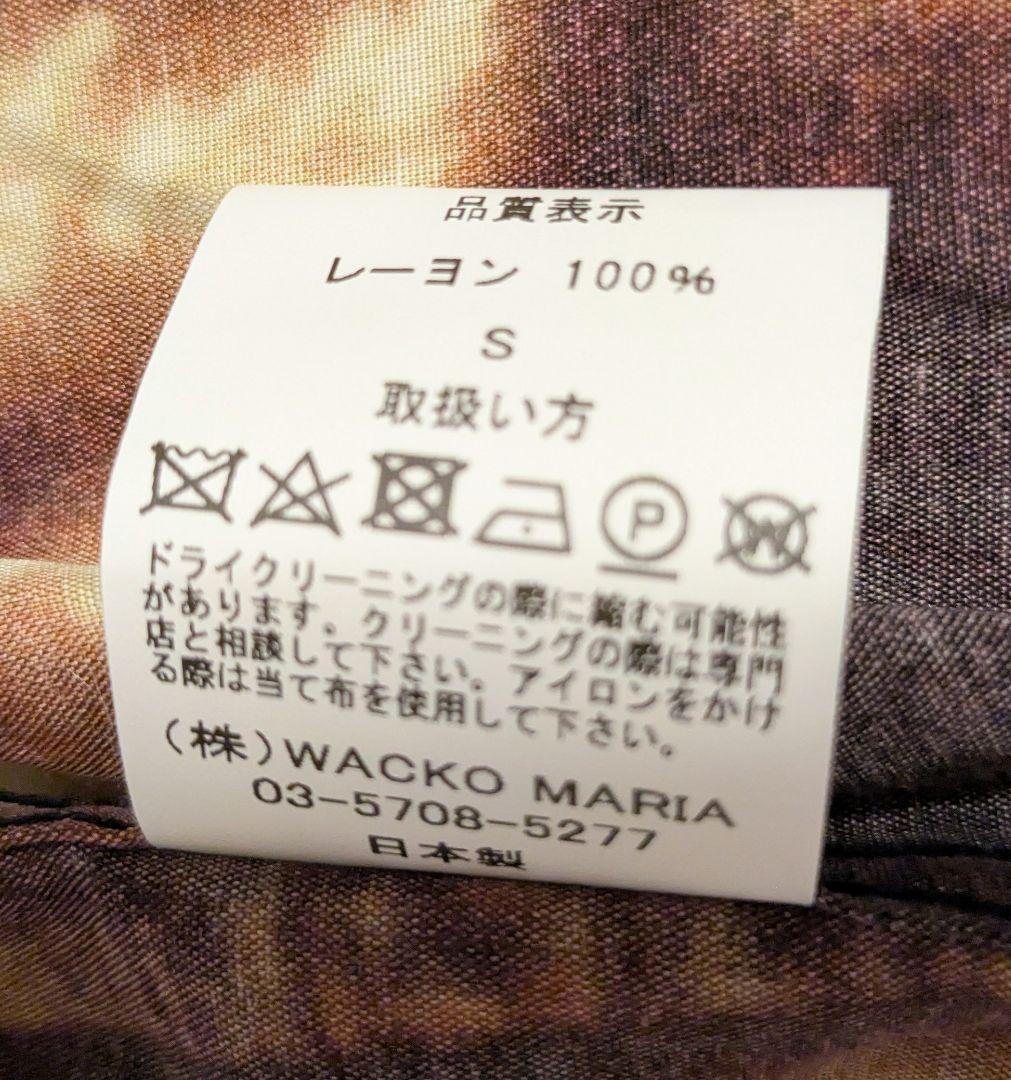 品質表示
レーヨン 100%
S
取扱い方
P
W
ドライクリーニングの際に縮む可能性
があります。クリーニングの際は専門
店と相談して下さい。アイロンをかけ
る際は当て布を使用して下さい。
(株)WACKO MARIA
03-5708-5277
日本製